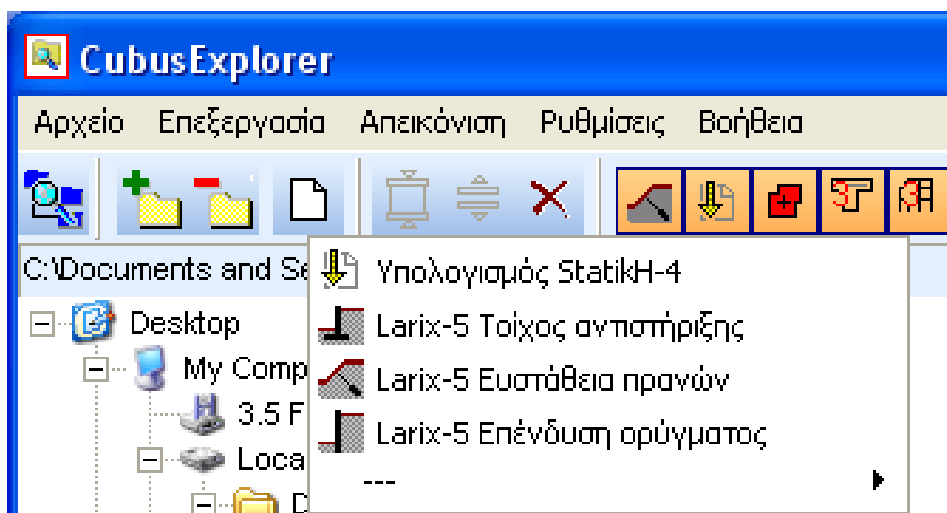 CubusExplorer
Αρχείο Επεξεργασία Απεικόνιση Ρυθμίσεις Βοήθεια
C:\Documents and Se
Υπολογισμός StatikH-4
Desktop
Larix-5 Τοίχος αντιστήριξης
My Comp
Larix-5 Ευστάθεια πρανών
3.5 F
Larix-5 Επένδυση ορύγματος
Loca
---
D